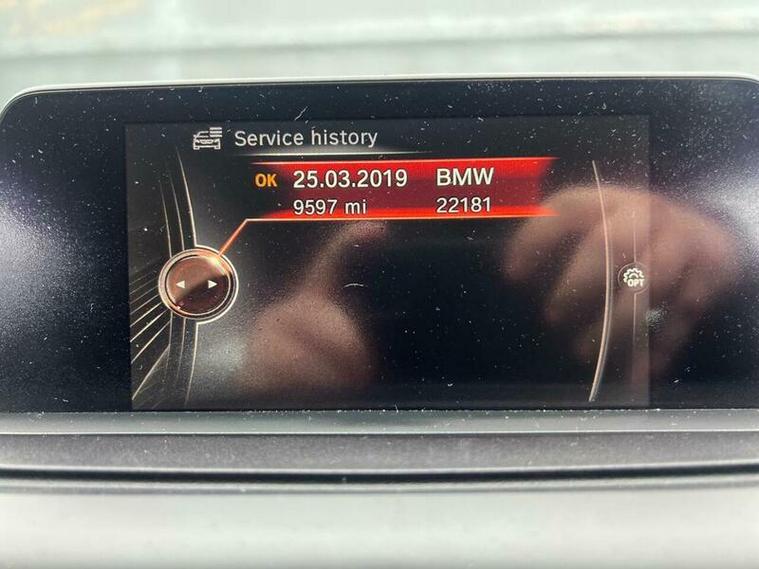 Service history
OK 25.03.2019 BMW
9597 mi 22181
OPT